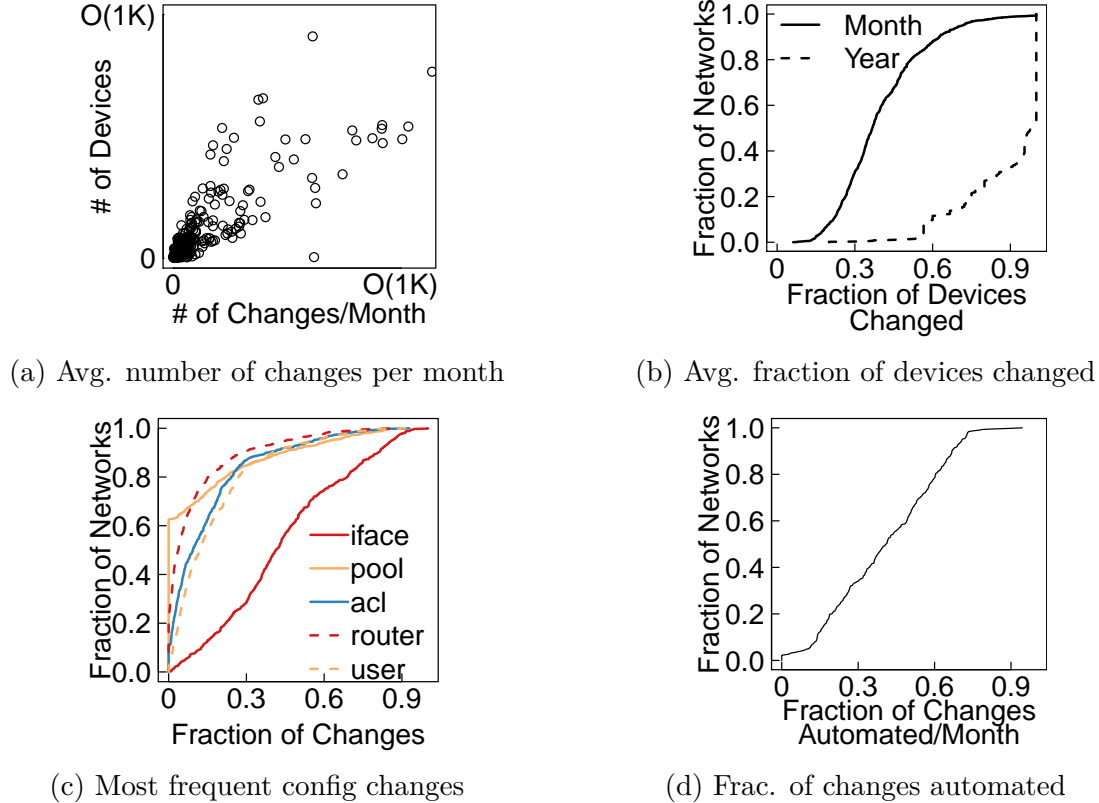 O(1K)
# of Devices
0
0
O(1K)
# of Changes/Month
(a) Avg. number of changes per month
Month
Year
Fraction of Networks
1.0
0.8
0.6
0.4
0.2
0.0
0 0.3 0.6 0.9
Fraction of Devices
Changed
(b) Avg. fraction of devices changed
Fraction of Networks
1.0
0.8
0.6
0.4
0.2
0.0
iface
pool
acl
router
user
0 0.3 0.6 0.9
Fraction of Changes
(c) Most frequent config changes
Fraction of Networks
1.0
0.8
0.6
0.4
0.2
0.0
0 0.3 0.6 0.9
Fraction of Changes
Automated/Month
(d) Frac. of changes automated